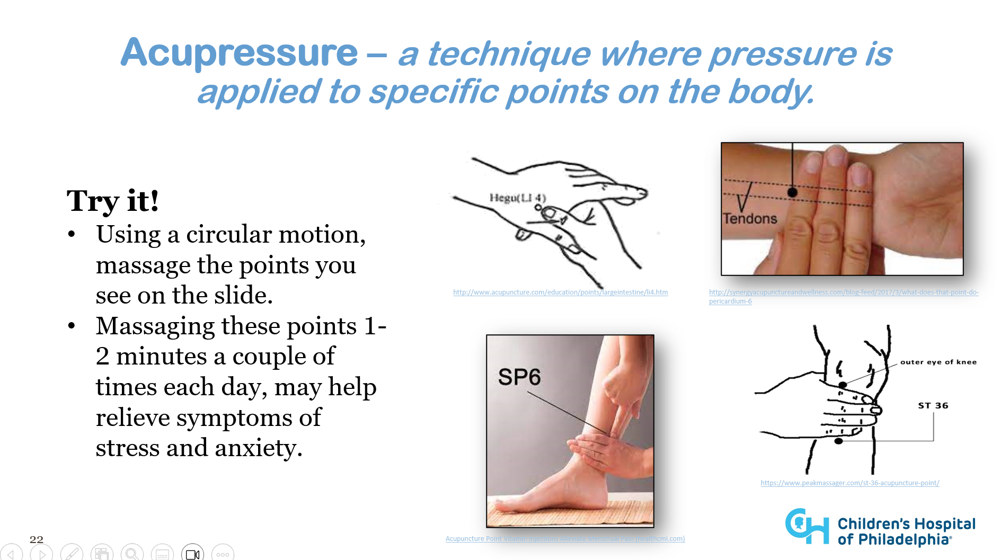 Acupressure – a technique where pressure is
applied to specific points on the body.
Try it!
• Using a circular motion,
massage the points you
see on the slide.
• Massaging these points 1-
2 minutes a couple of
times each day, may help
relieve symptoms of
stress and anxiety.
Hegu(LI 4)
http://www.acupuncture.com/education/points/largeintestine/li4.htm
Tendons
http://synergyacupunctureandwellness.com/blog-feed/2017/3/what-does-that-point-do-
pericardium-6
SP6
Acupuncture Point Vitamin Injections Alleviate Menstrual Pain (healthcmi.com)
outer eye of knee
ST 36
https://www.peakmassager.com/st-36-acupuncture-point/
CH
Children's Hospital
of Philadelphia®
22